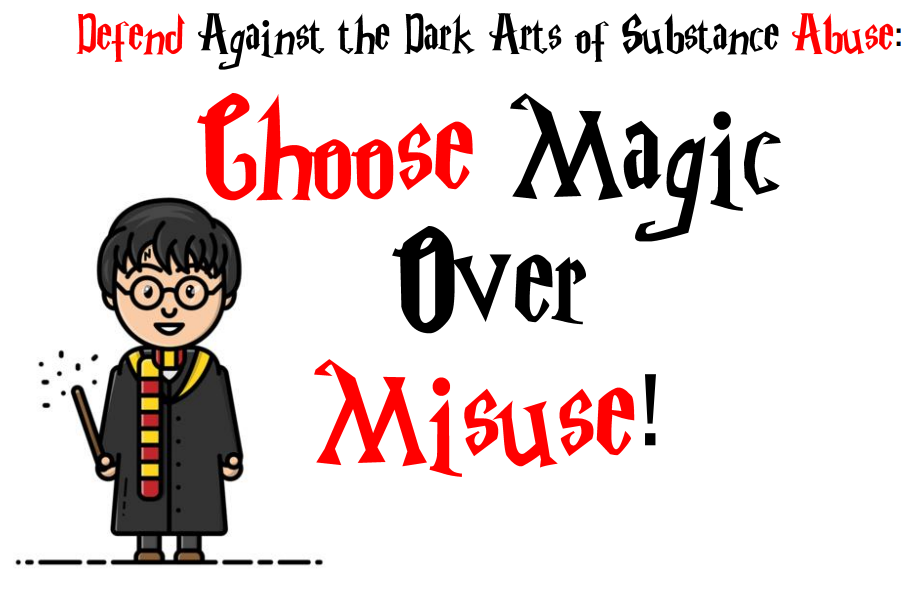 Defend Against the Dark Arts of Substance Abuse:
Choose Magic
Over
Misuse!